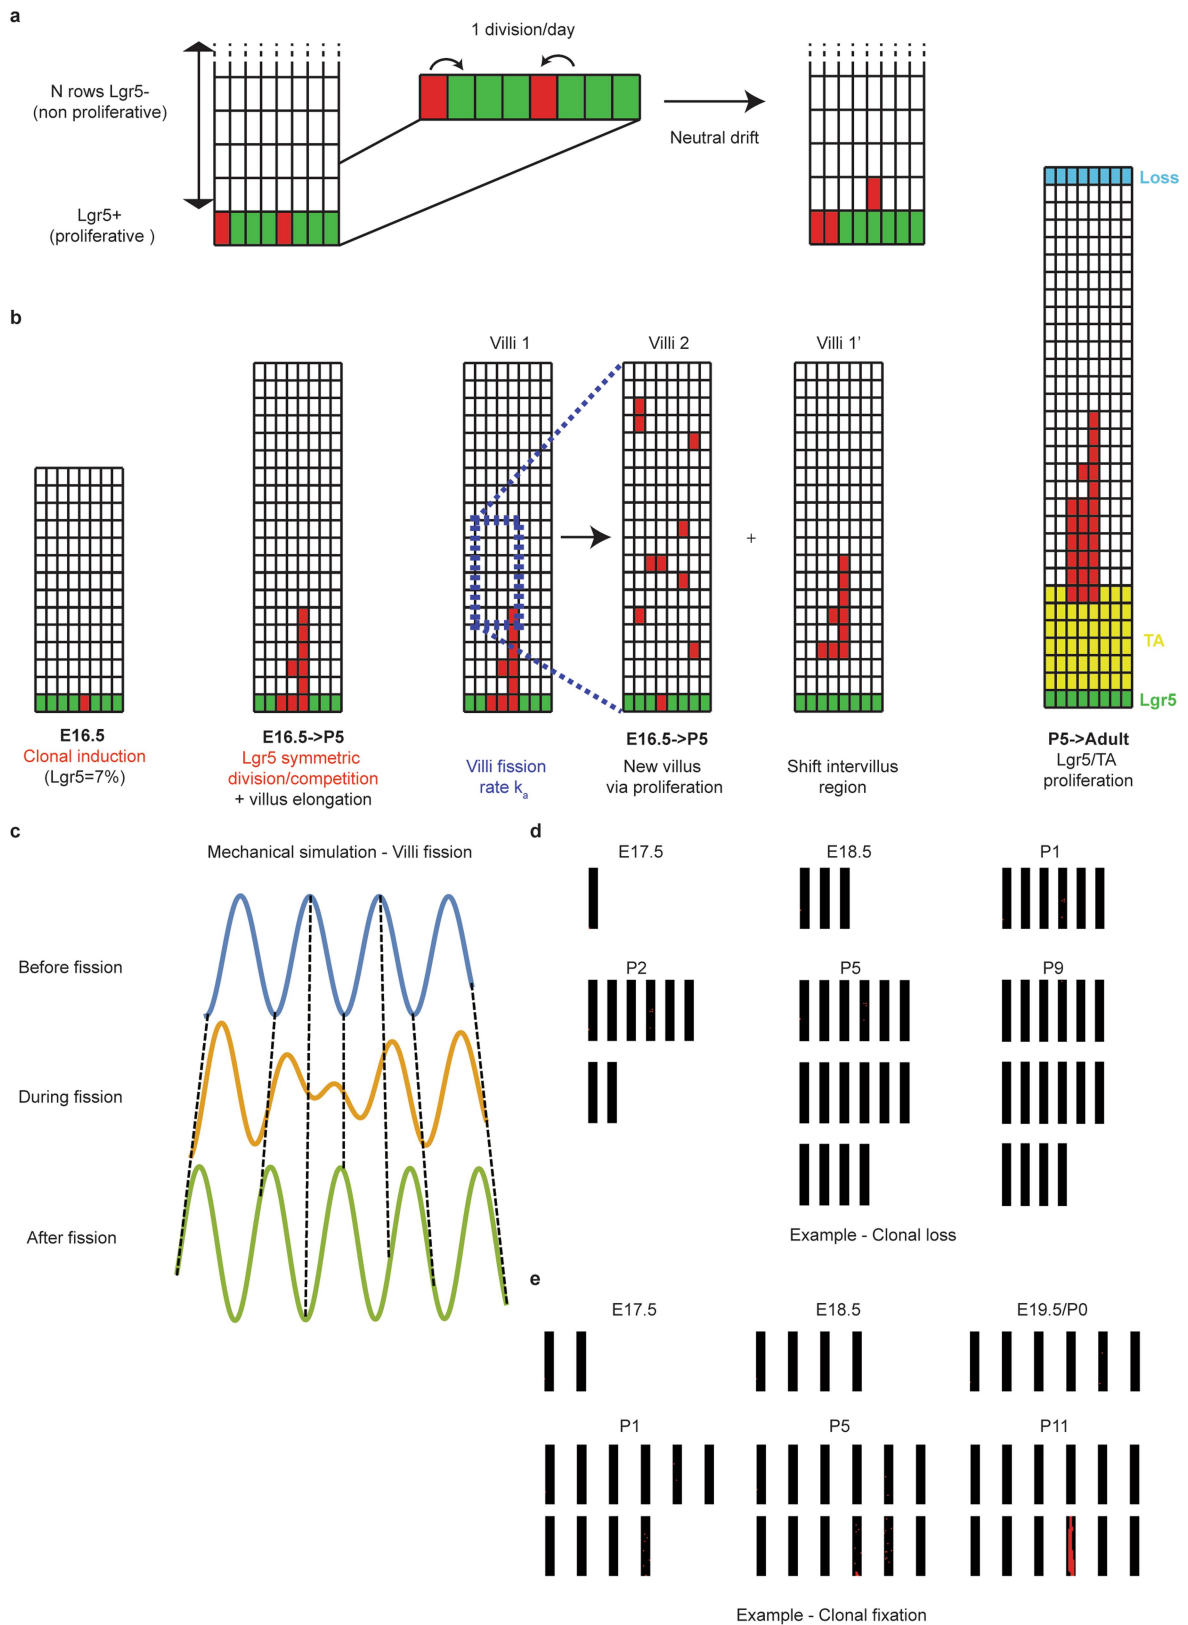 a
1 division/day
N rows Lgr5-
(non proliferative)
Neutral drift
Lgr5+
(proliferative )
Loss
b
Villi 1
Villi 2
Villi 1’
+
TA
Lgr5
E16.5
Clonal induction
(Lgr5=7%)
E16.5->P5
Lgr5 symmetric
division/competition
+ villus elongation
Villi fission
rate ka
E16.5->P5
New villus
via proliferation
Shift intervillus
region
P5->Adult
Lgr5/TA
proliferation
c
Mechanical simulation - Villi fission
Before fission
During fission
After fission
d
E17.5
E18.5
P1
P2
P5
P9
Example - Clonal loss
e
E17.5
E18.5
E19.5/P0
P1
P5
P11
Example - Clonal fixation